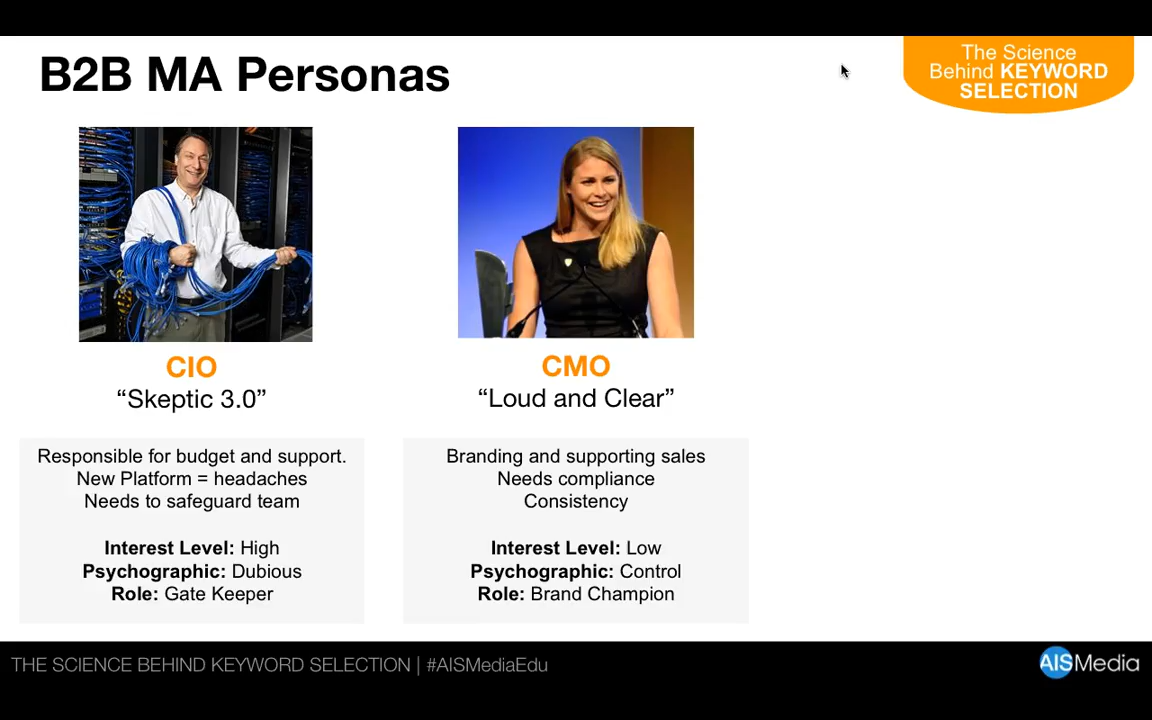 B2B MA Personas
The Science
Behind KEYWORD
SELECTION
CIO
“Skeptic 3.0”
Responsible for budget and support.
New Platform = headaches
Needs to safeguard team
Interest Level: High
Psychographic: Dubious
Role: Gate Keeper
CMO
“Loud and Clear”
Branding and supporting sales
Needs compliance
Consistency
Interest Level: Low
Psychographic: Control
Role: Brand Champion
THE SCIENCE BEHIND KEYWORD SELECTION | #AISMediaEdu
AISMedia